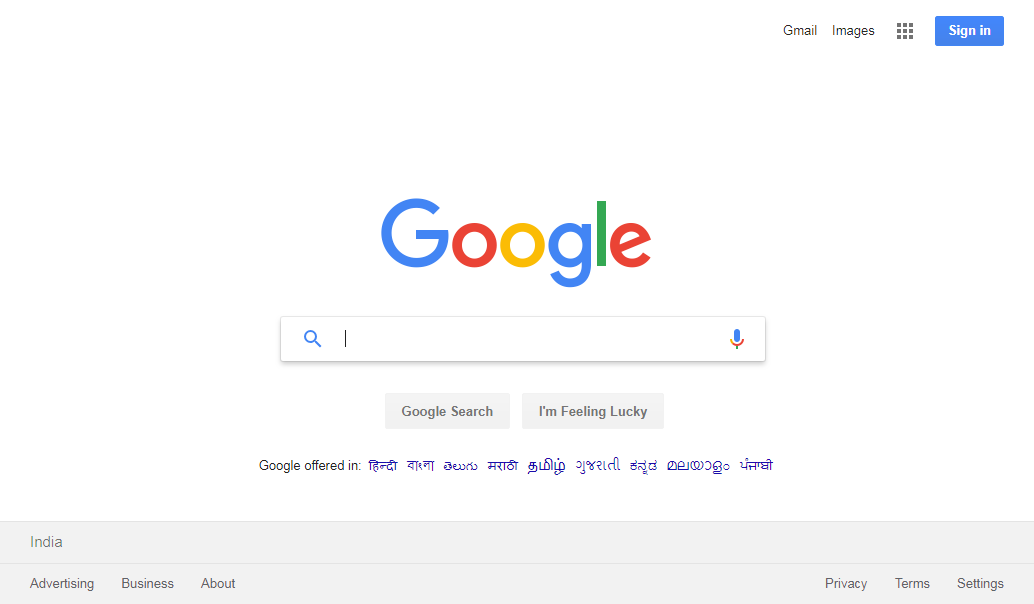 Gmail Images Sign in
Google
Google Search I'm Feeling Lucky
Google offered in: हिन्दी বাংলা తెలుగు मराठी தமிழ் ગુજરાતી ಕನ್ನಡ മലയാളം ਪੰਜਾਬੀ
India
Advertising Business About Privacy Terms Settings